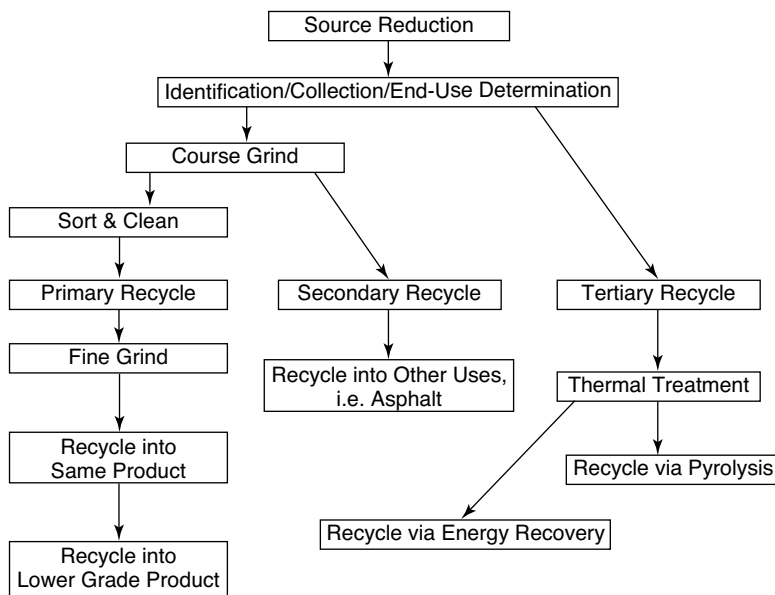 Source Reduction
Identification/Collection/End-Use Determination
Course Grind
Sort & Clean
Primary Recycle
Secondary Recycle
Tertiary Recycle
Fine Grind
Recycle into Other Uses,
i.e. Asphalt
Thermal Treatment
Recycle into
Same Product
Recycle via Pyrolysis
Recycle via Energy Recovery
Recycle into
Lower Grade Product